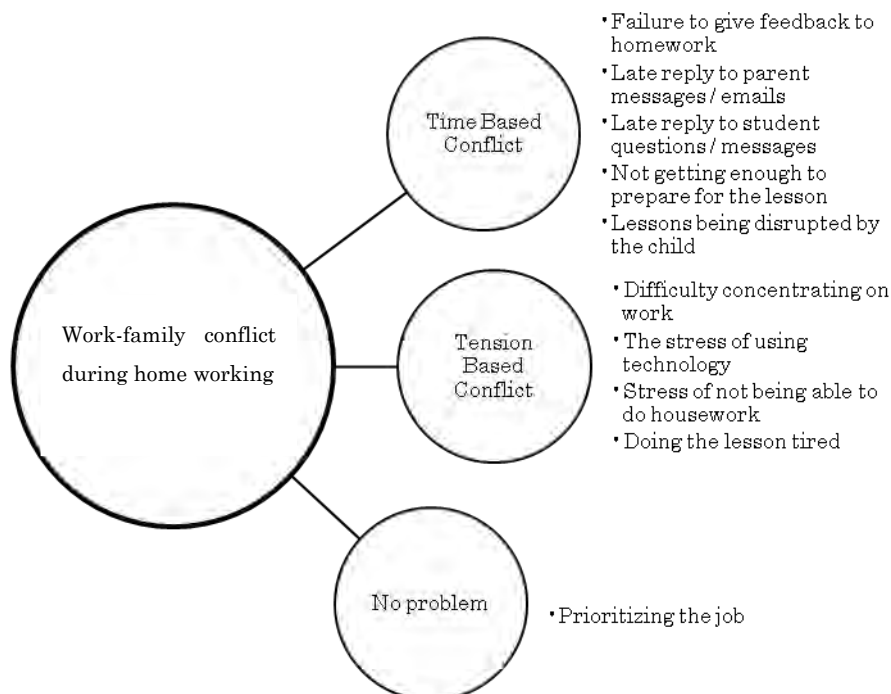 Work-family conflict
during home working
Time Based
Conflict
•Failure to give feedback to
homework
•Late reply to parent
messages / emails
•Late reply to student
questions / messages
•Not getting enough to
prepare for the lesson
•Lessons being disrupted by
the child
Tension
Based
Conflict
•Difficulty concentrating on
work
•The stress of using
technology
•Stress of not being able to
do housework
•Doing the lesson tired
No problem
•Prioritizing the job